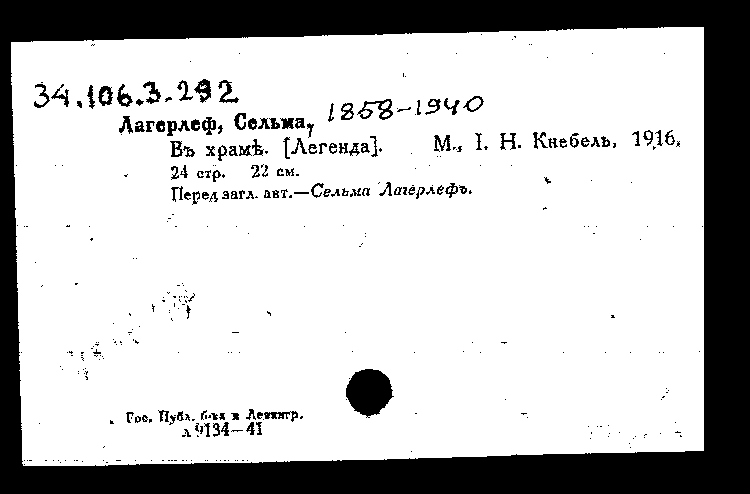 34.106.3.292
Лагерлеф, Сельма, 1858-1940
Въ храмѣ. [Легенда]. М., І. Н. Кнебель, 1916.
24 стр. 22 см.
Перед загл. авт.—Сельма Лагерлефъ.
Гос. Публ. б-ка в Ленингр.
л 9134—41